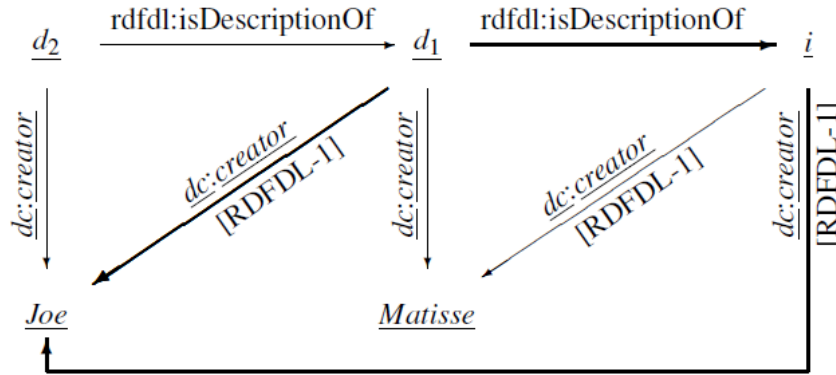 rdfdl:isDescriptionOf rdfdl:isDescriptionOf
d₂ d₁ i
dc:creator
dc:creator
[RDFDL-1]
dc:creator
dc:creator
[RDFDL-1]
dc:creator
[RDFDL-1]
Joe Matisse